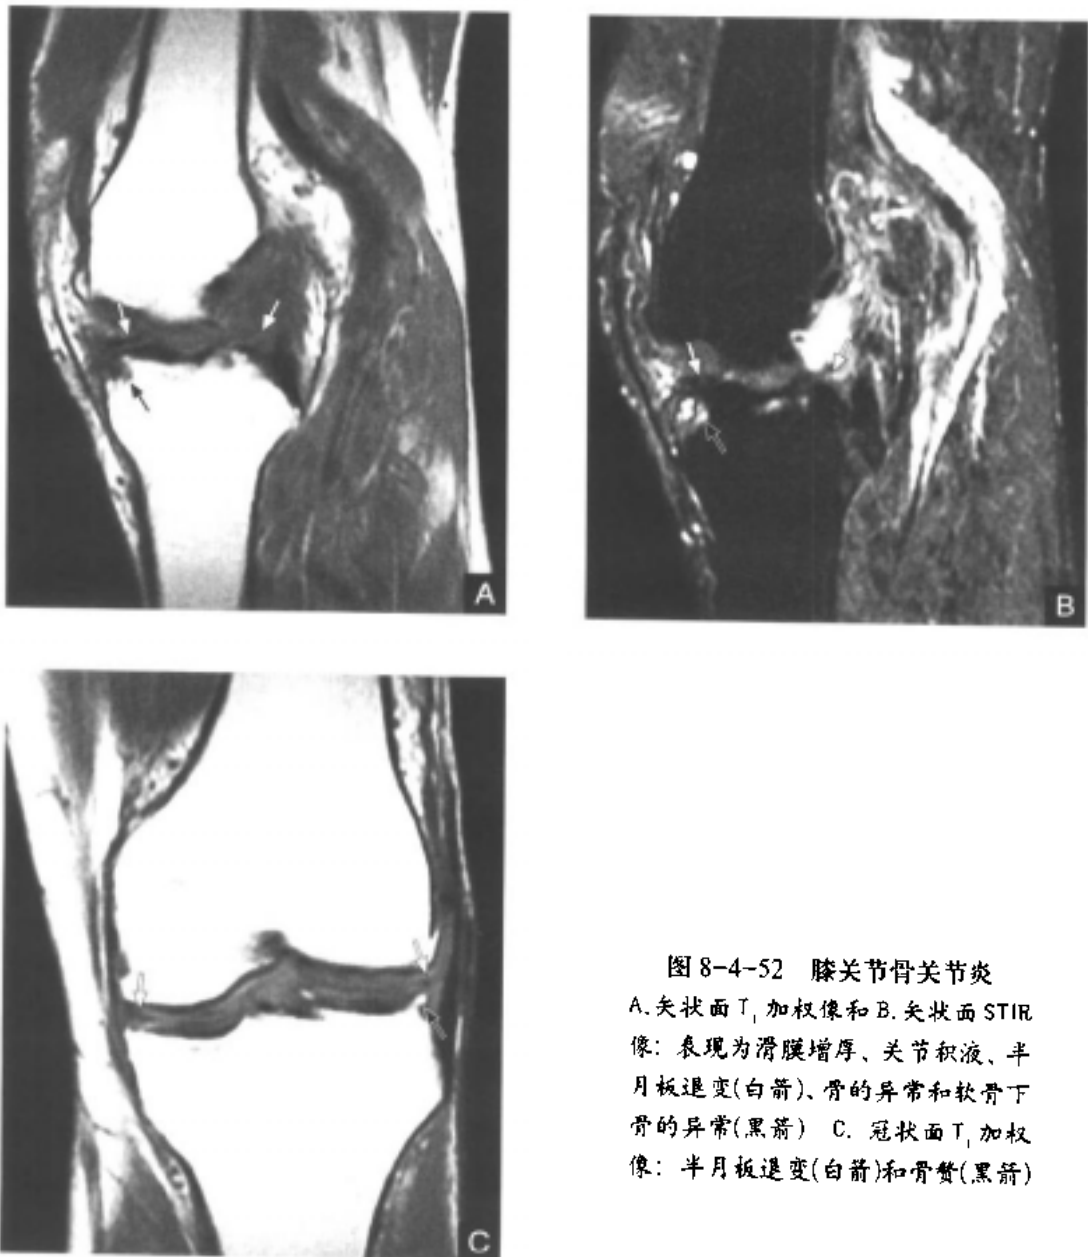 A
B
C
图 8-4-52 膝关节骨关节炎
A.矢状面 T₁ 加权像和 B.矢状面 STIR
像: 表现为滑膜增厚、关节积液、半
月板退变(白箭)、骨的异常和软骨下
骨的异常(黑箭) C. 冠状面 T₁ 加权
像: 半月板退变(白箭)和骨赘(黑箭)